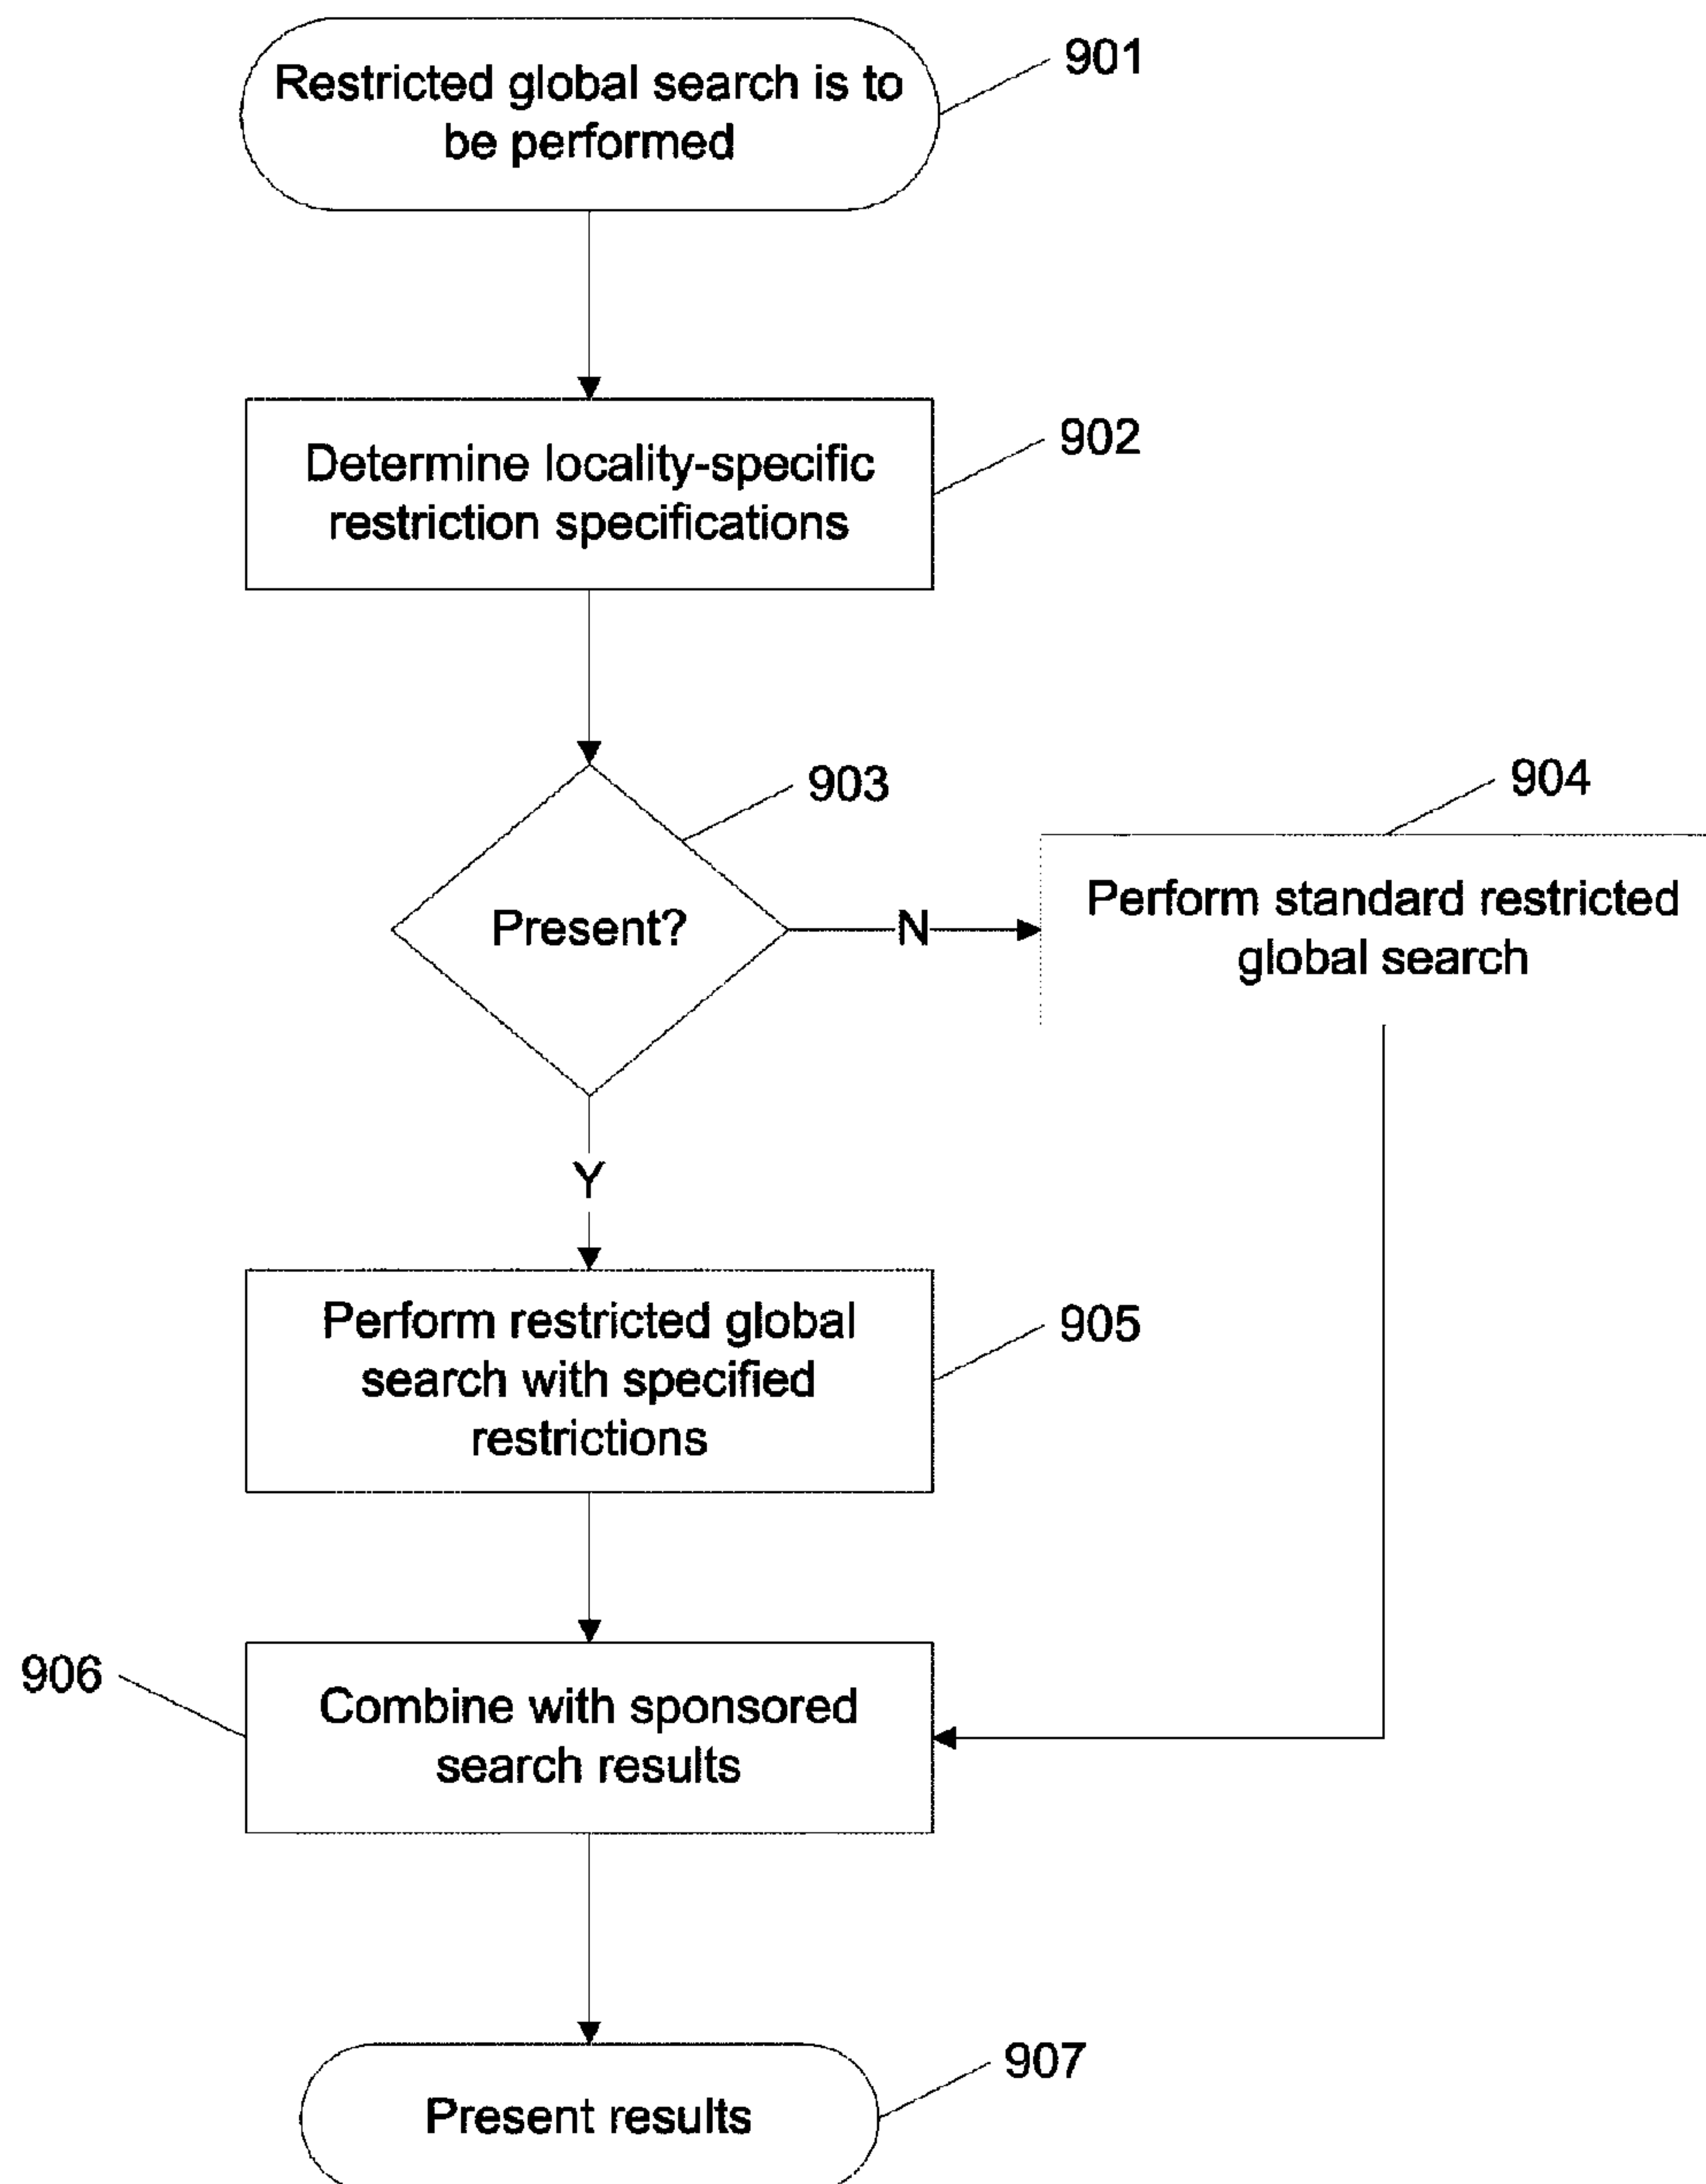 Restricted global search is to
be performed
901
Determine locality-specific
restriction specifications
902
903
Present?
N
904
Perform standard restricted
global search
Y
Perform restricted global
search with specified
restrictions
905
906
Combine with sponsored
search results
Present results
907